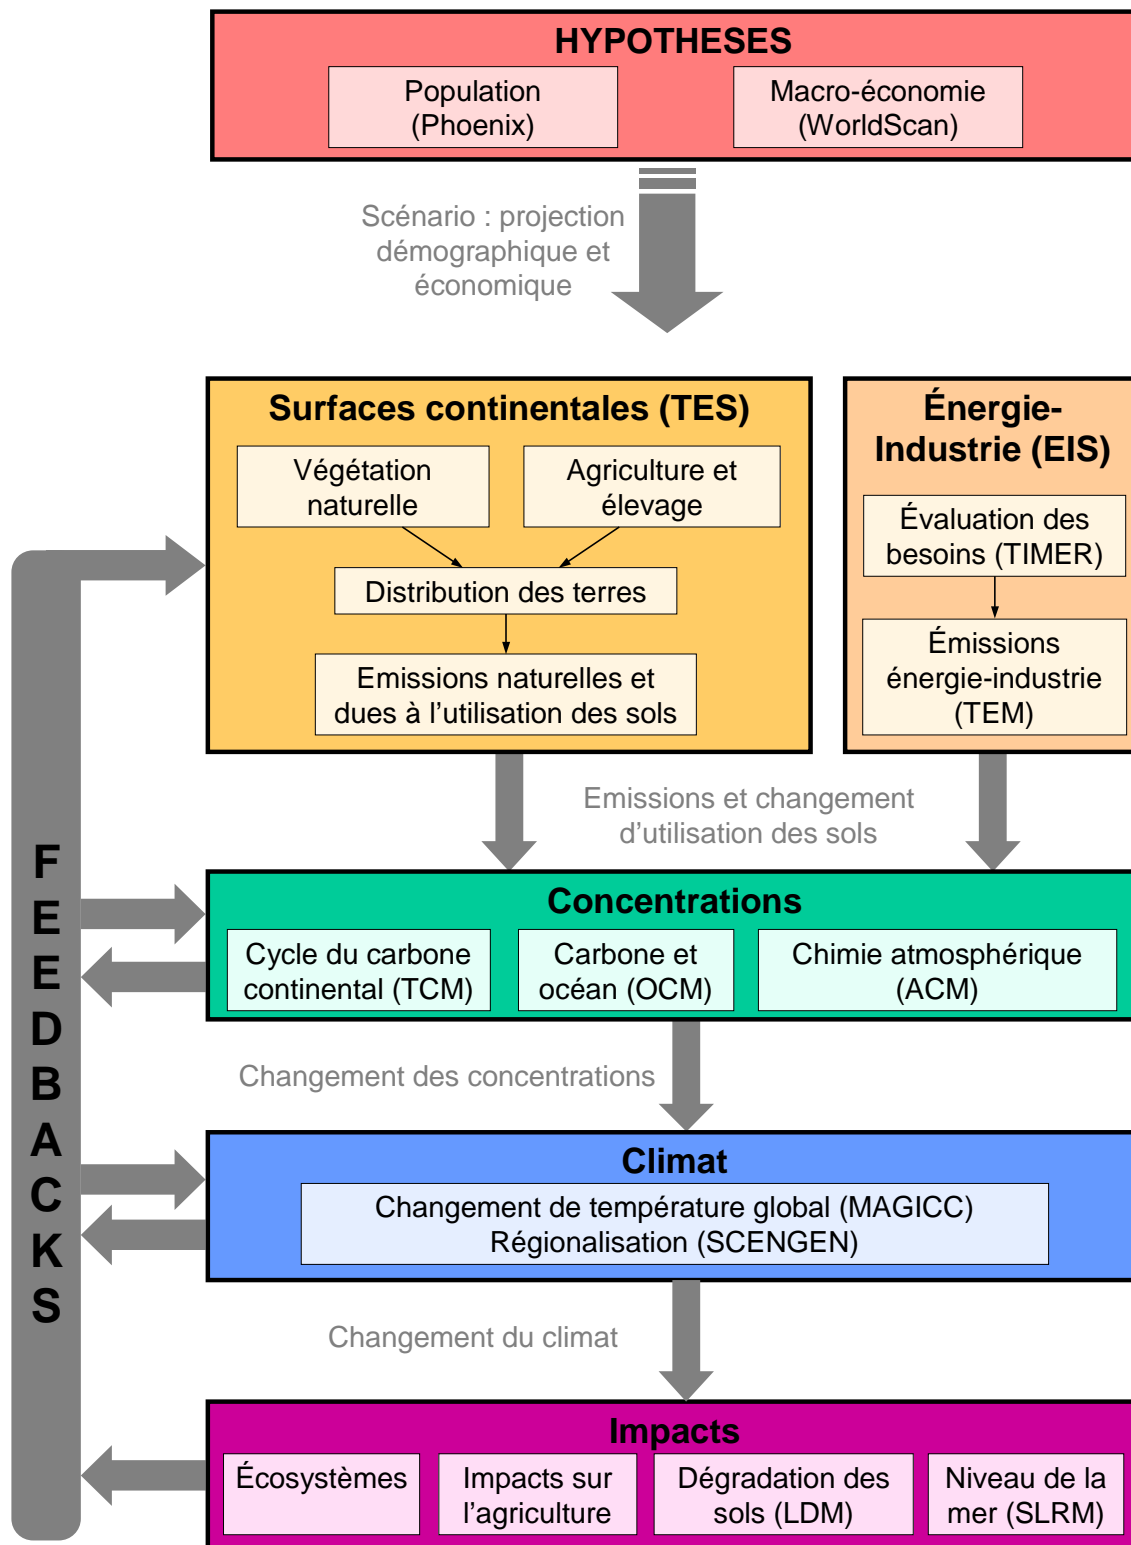 HYPOTHESES
Population
(Phoenix)
Macro-économie
(WorldScan)
Scénario : projection
démographique et
économique
Surfaces continentales (TES)
Végétation
naturelle
Agriculture et
élevage
Distribution des terres
Emissions naturelles et
dues à l’utilisation des sols
Énergie-
Industrie (EIS)
Évaluation des
besoins (TIMER)
Émissions
énergie-industrie
(TEM)
Emissions et changement
d’utilisation des sols
FEEDBACKS
Concentrations
Cycle du carbone
continental (TCM)
Carbone et
océan (OCM)
Chimie atmosphérique
(ACM)
Changement des concentrations
Climat
Changement de température global (MAGICC)
Régionalisation (SCENGEN)
Changement du climat
Impacts
Écosystèmes
Impacts sur
l’agriculture
Dégradation des
sols (LDM)
Niveau de la
mer (SLRM)